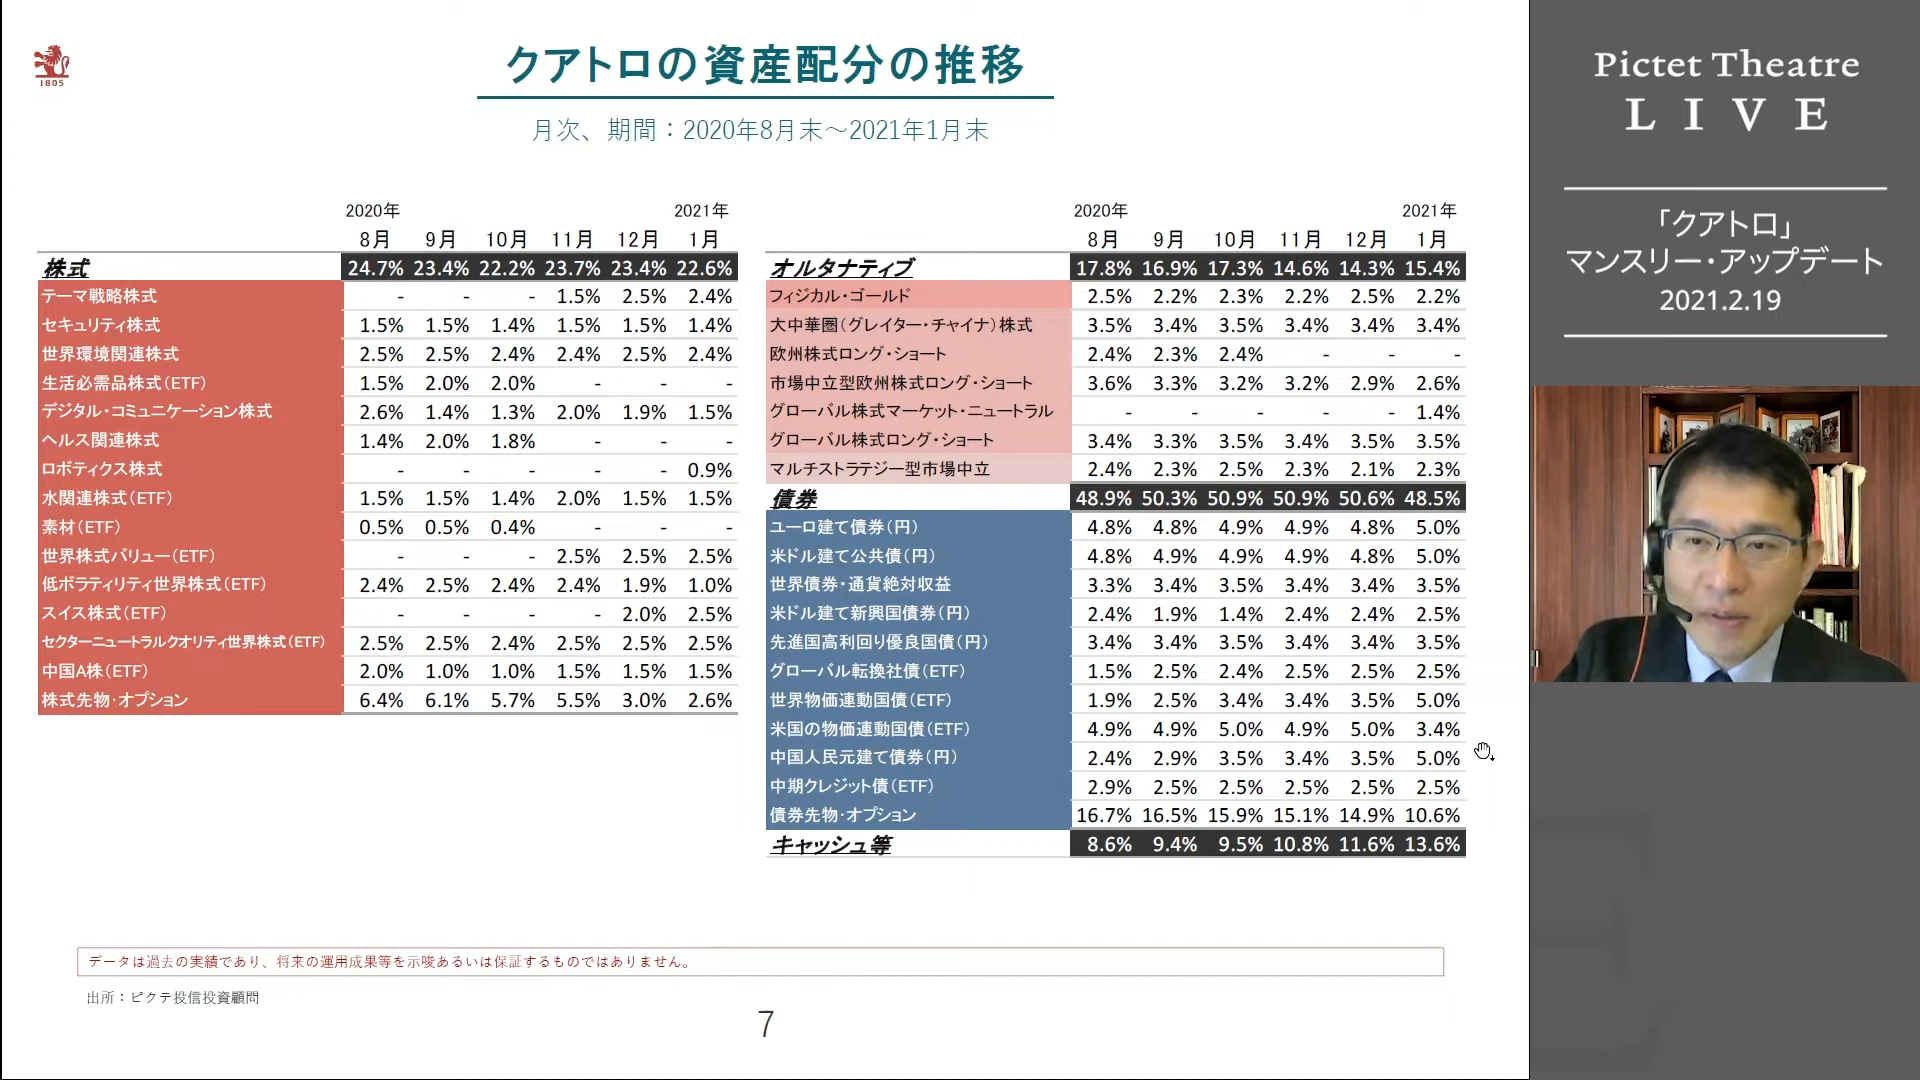 1805
クアトロの資産配分の推移
月次、期間：2020年8月末～2021年1月末
2020年 2021年
8月 9月 10月 11月 12月 1月
株式 24.7% 23.4% 22.2% 23.7% 23.4% 22.6%
テーマ戦略株式 - - - 1.5% 2.5% 2.4%
セキュリティ株式 1.5% 1.5% 1.4% 1.5% 1.5% 1.4%
世界環境関連株式 2.5% 2.5% 2.4% 2.4% 2.5% 2.4%
生活必需品株式（ETF） 1.5% 2.0% 2.0% - - -
デジタル・コミュニケーション株式 2.6% 1.4% 1.3% 2.0% 1.9% 1.5%
ヘルス関連株式 1.4% 2.0% 1.8% - - -
ロボティクス株式 - - - - - 0.9%
水関連株式（ETF） 1.5% 1.5% 1.4% 2.0% 1.5% 1.5%
素材（ETF） 0.5% 0.5% 0.4% - - -
世界株式バリュー（ETF） - - - 2.5% 2.5% 2.5%
低ボラティリティ世界株式（ETF） 2.4% 2.5% 2.4% 2.4% 1.9% 1.0%
スイス株式（ETF） - - - - 2.0% 2.5%
セクターニュートラルクオリティ世界株式（ETF） 2.5% 2.5% 2.4% 2.5% 2.5% 2.5%
中国A株（ETF） 2.0% 1.0% 1.0% 1.5% 1.5% 1.5%
株式先物・オプション 6.4% 6.1% 5.7% 5.5% 3.0% 2.6%
2020年 2021年
8月 9月 10月 11月 12月 1月
オルタナティブ 17.8% 16.9% 17.3% 14.6% 14.3% 15.4%
フィジカル・ゴールド 2.5% 2.2% 2.3% 2.2% 2.5% 2.2%
大中華圏（グレイター・チャイナ）株式 3.5% 3.4% 3.5% 3.4% 3.4% 3.4%
欧州株式ロング・ショート 2.4% 2.3% 2.4% - - -
市場中立型欧州株式ロング・ショート 3.6% 3.3% 3.2% 3.2% 2.9% 2.6%
グローバル株式マーケット・ニュートラル - - - - - 1.4%
グローバル株式ロング・ショート 3.4% 3.3% 3.5% 3.4% 3.5% 3.5%
マルチストラテジー型市場中立 2.4% 2.3% 2.5% 2.3% 2.1% 2.3%
債券 48.9% 50.3% 50.9% 50.9% 50.6% 48.5%
ユーロ建て債券（円） 4.8% 4.8% 4.9% 4.9% 4.8% 5.0%
米ドル建て公共債（円） 4.8% 4.9% 4.9% 4.9% 4.8% 5.0%
世界債券・通貨絶対収益 3.3% 3.4% 3.5% 3.4% 3.4% 3.5%
米ドル建て新興国債券（円） 2.4% 1.9% 1.4% 2.4% 2.4% 2.5%
先進国高利回り優良国債（円） 3.4% 3.4% 3.5% 3.4% 3.4% 3.5%
グローバル転換社債（ETF） 1.5% 2.5% 2.4% 2.5% 2.5% 2.5%
世界物価連動国債（ETF） 1.9% 2.5% 3.4% 3.4% 3.5% 5.0%
米国の物価連動国債（ETF） 4.9% 4.9% 5.0% 4.9% 5.0% 3.4%
中国人民元建て債券（円） 2.4% 2.9% 3.5% 3.4% 3.5% 5.0%
中期クレジット債（ETF） 2.9% 2.5% 2.5% 2.5% 2.5% 2.5%
債券先物・オプション 16.7% 16.5% 15.9% 15.1% 14.9% 10.6%
キャッシュ等 8.6% 9.4% 9.5% 10.8% 11.6% 13.6%
データは過去の実績であり、将来の運用成果等を示唆あるいは保証するものではありません。
出所：ピクテ投信投資顧問
7
Pictet Theatre
LIVE
「クアトロ」
マンスリー・アップデート
2021.2.19